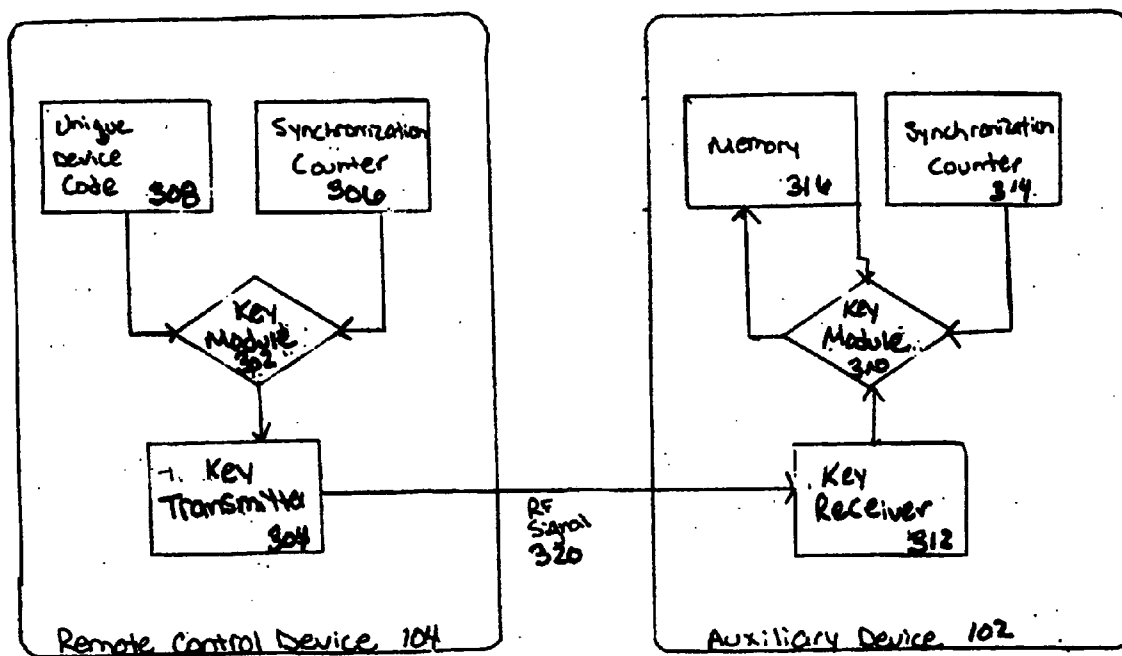 Unique
Device
Code
308
Synchronization
Counter
306
Key
Module
302
Key
Transmitter
304
Remote Control Device 104
RF
Signal
320
Memory
316
Synchronization
Counter
314
Key
Module
310
Key
Receiver
312
Auxiliary Device 102